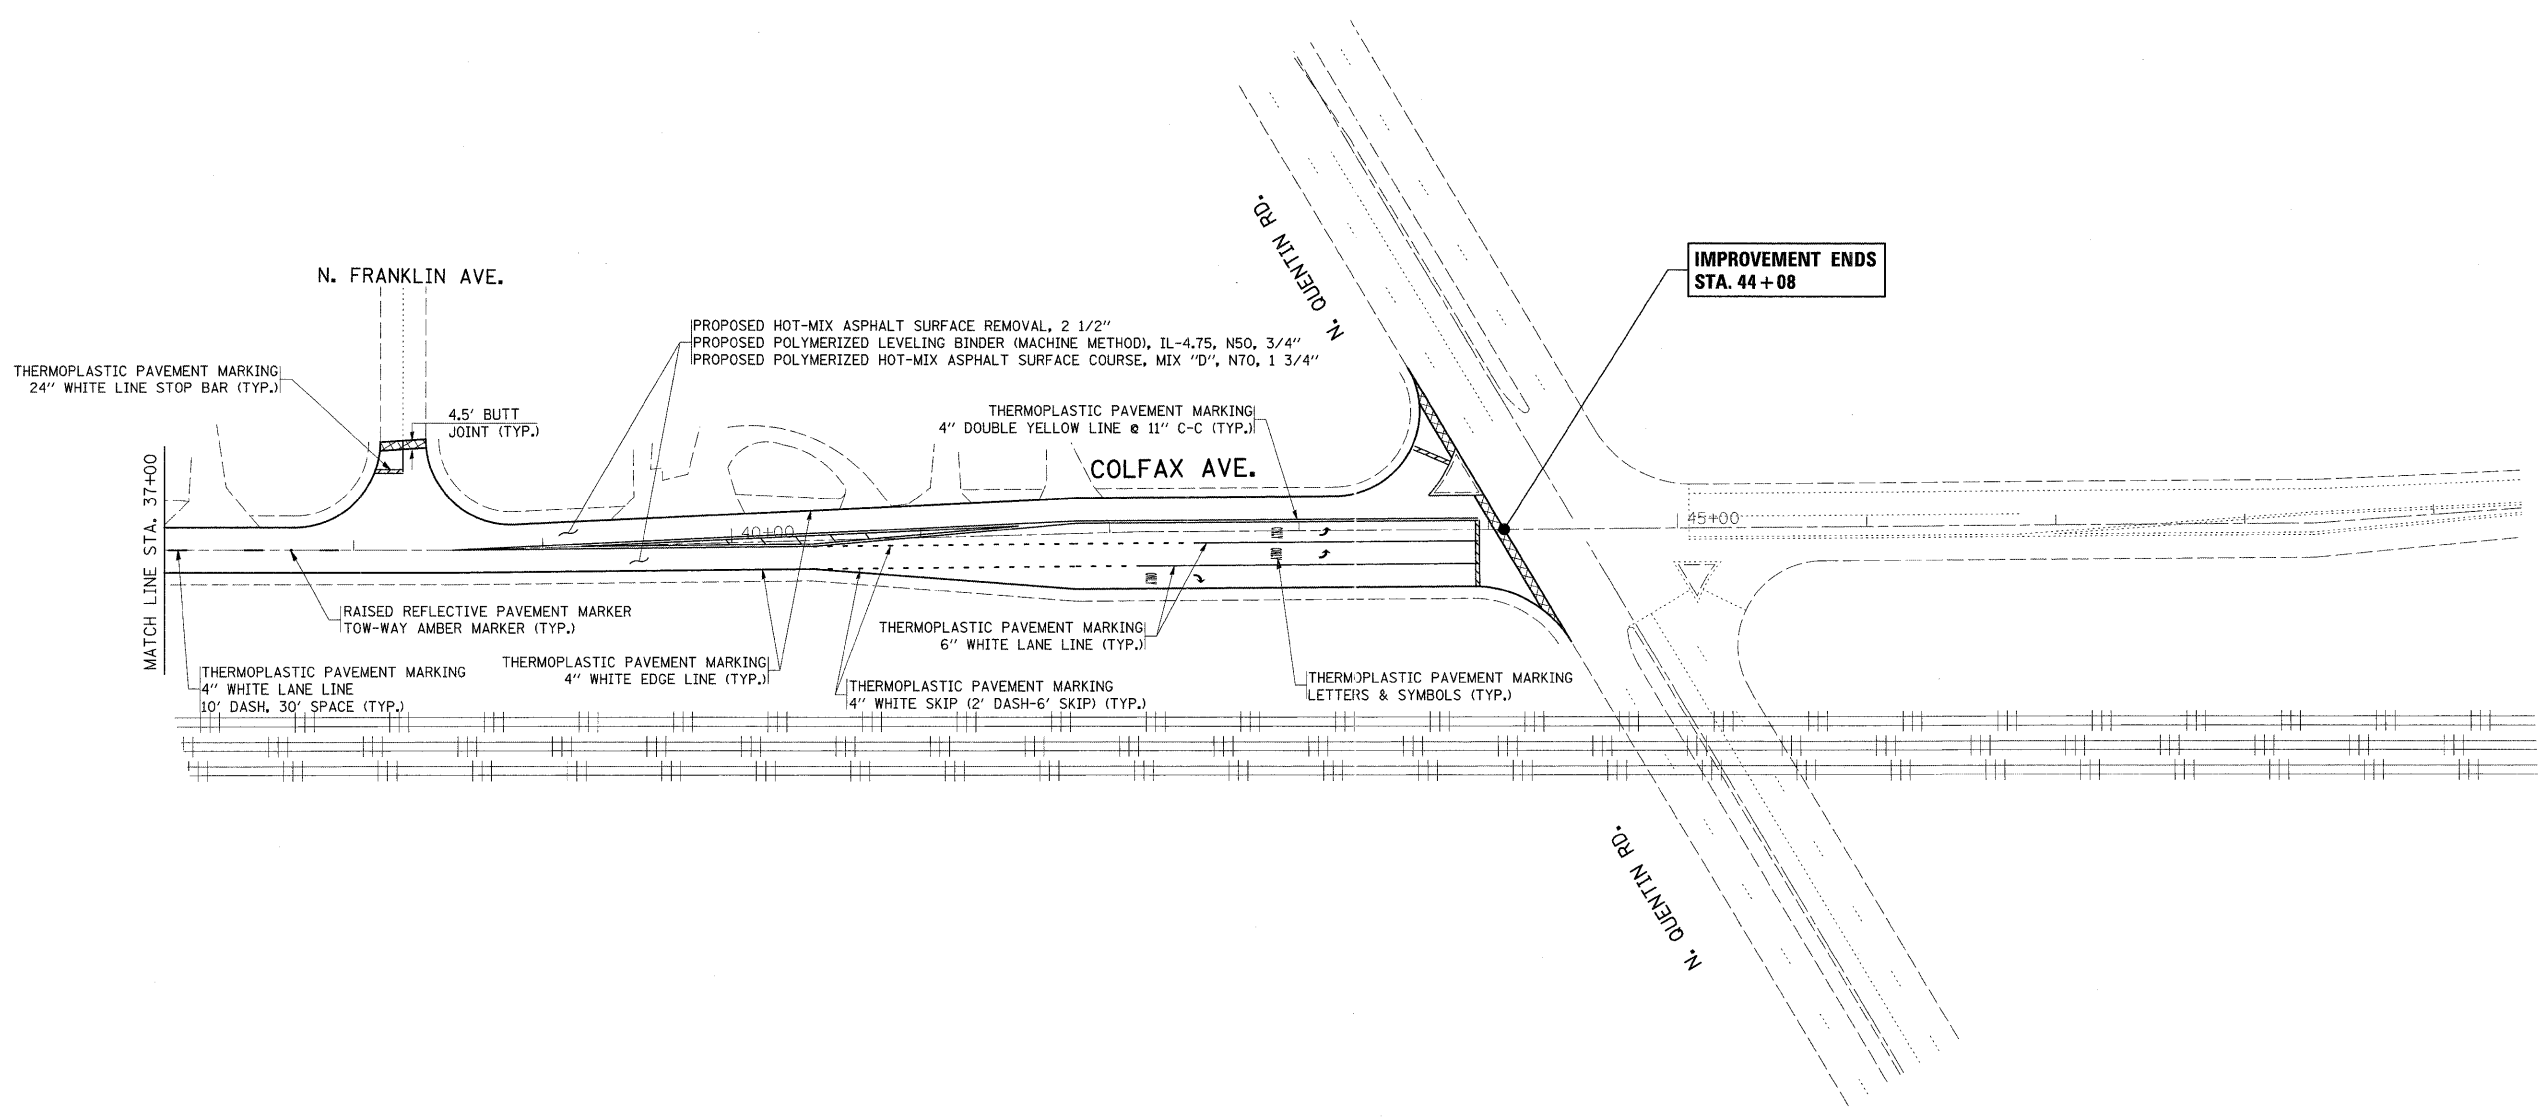 N. QUENTIN RD.
IMPROVEMENT ENDS
STA. 44+08
N. FRANKLIN AVE.
PROPOSED HOT-MIX ASPHALT SURFACE REMOVAL, 2 1/2"
PROPOSED POLYMERIZED LEVELING BINDER (MACHINE METHOD), IL-4.75, N50, 3/4"
PROPOSED POLYMERIZED HOT-MIX ASPHALT SURFACE COURSE, MIX "D", N70, 1 3/4"
THERMOPLASTIC PAVEMENT MARKING
24" WHITE LINE STOP BAR (TYP.)
4.5' BUTT
JOINT (TYP.)
THERMOPLASTIC PAVEMENT MARKING
4" DOUBLE YELLOW LINE @ 11" C-C (TYP.)
COLFAX AVE.
MATCH LINE STA. 37+00
40+00
45+00
RAISED REFLECTIVE PAVEMENT MARKER
TOW-WAY AMBER MARKER (TYP.)
THERMOPLASTIC PAVEMENT MARKING
6" WHITE LANE LINE (TYP.)
THERMOPLASTIC PAVEMENT MARKING
4" WHITE LANE LINE
10' DASH, 30' SPACE (TYP.)
THERMOPLASTIC PAVEMENT MARKING
4" WHITE EDGE LINE (TYP.)
THERMOPLASTIC PAVEMENT MARKING
4" WHITE SKIP (2' DASH-6' SKIP) (TYP.)
THERMOPLASTIC PAVEMENT MARKING
LETTERS & SYMBOLS (TYP.)
N. QUENTIN RD.